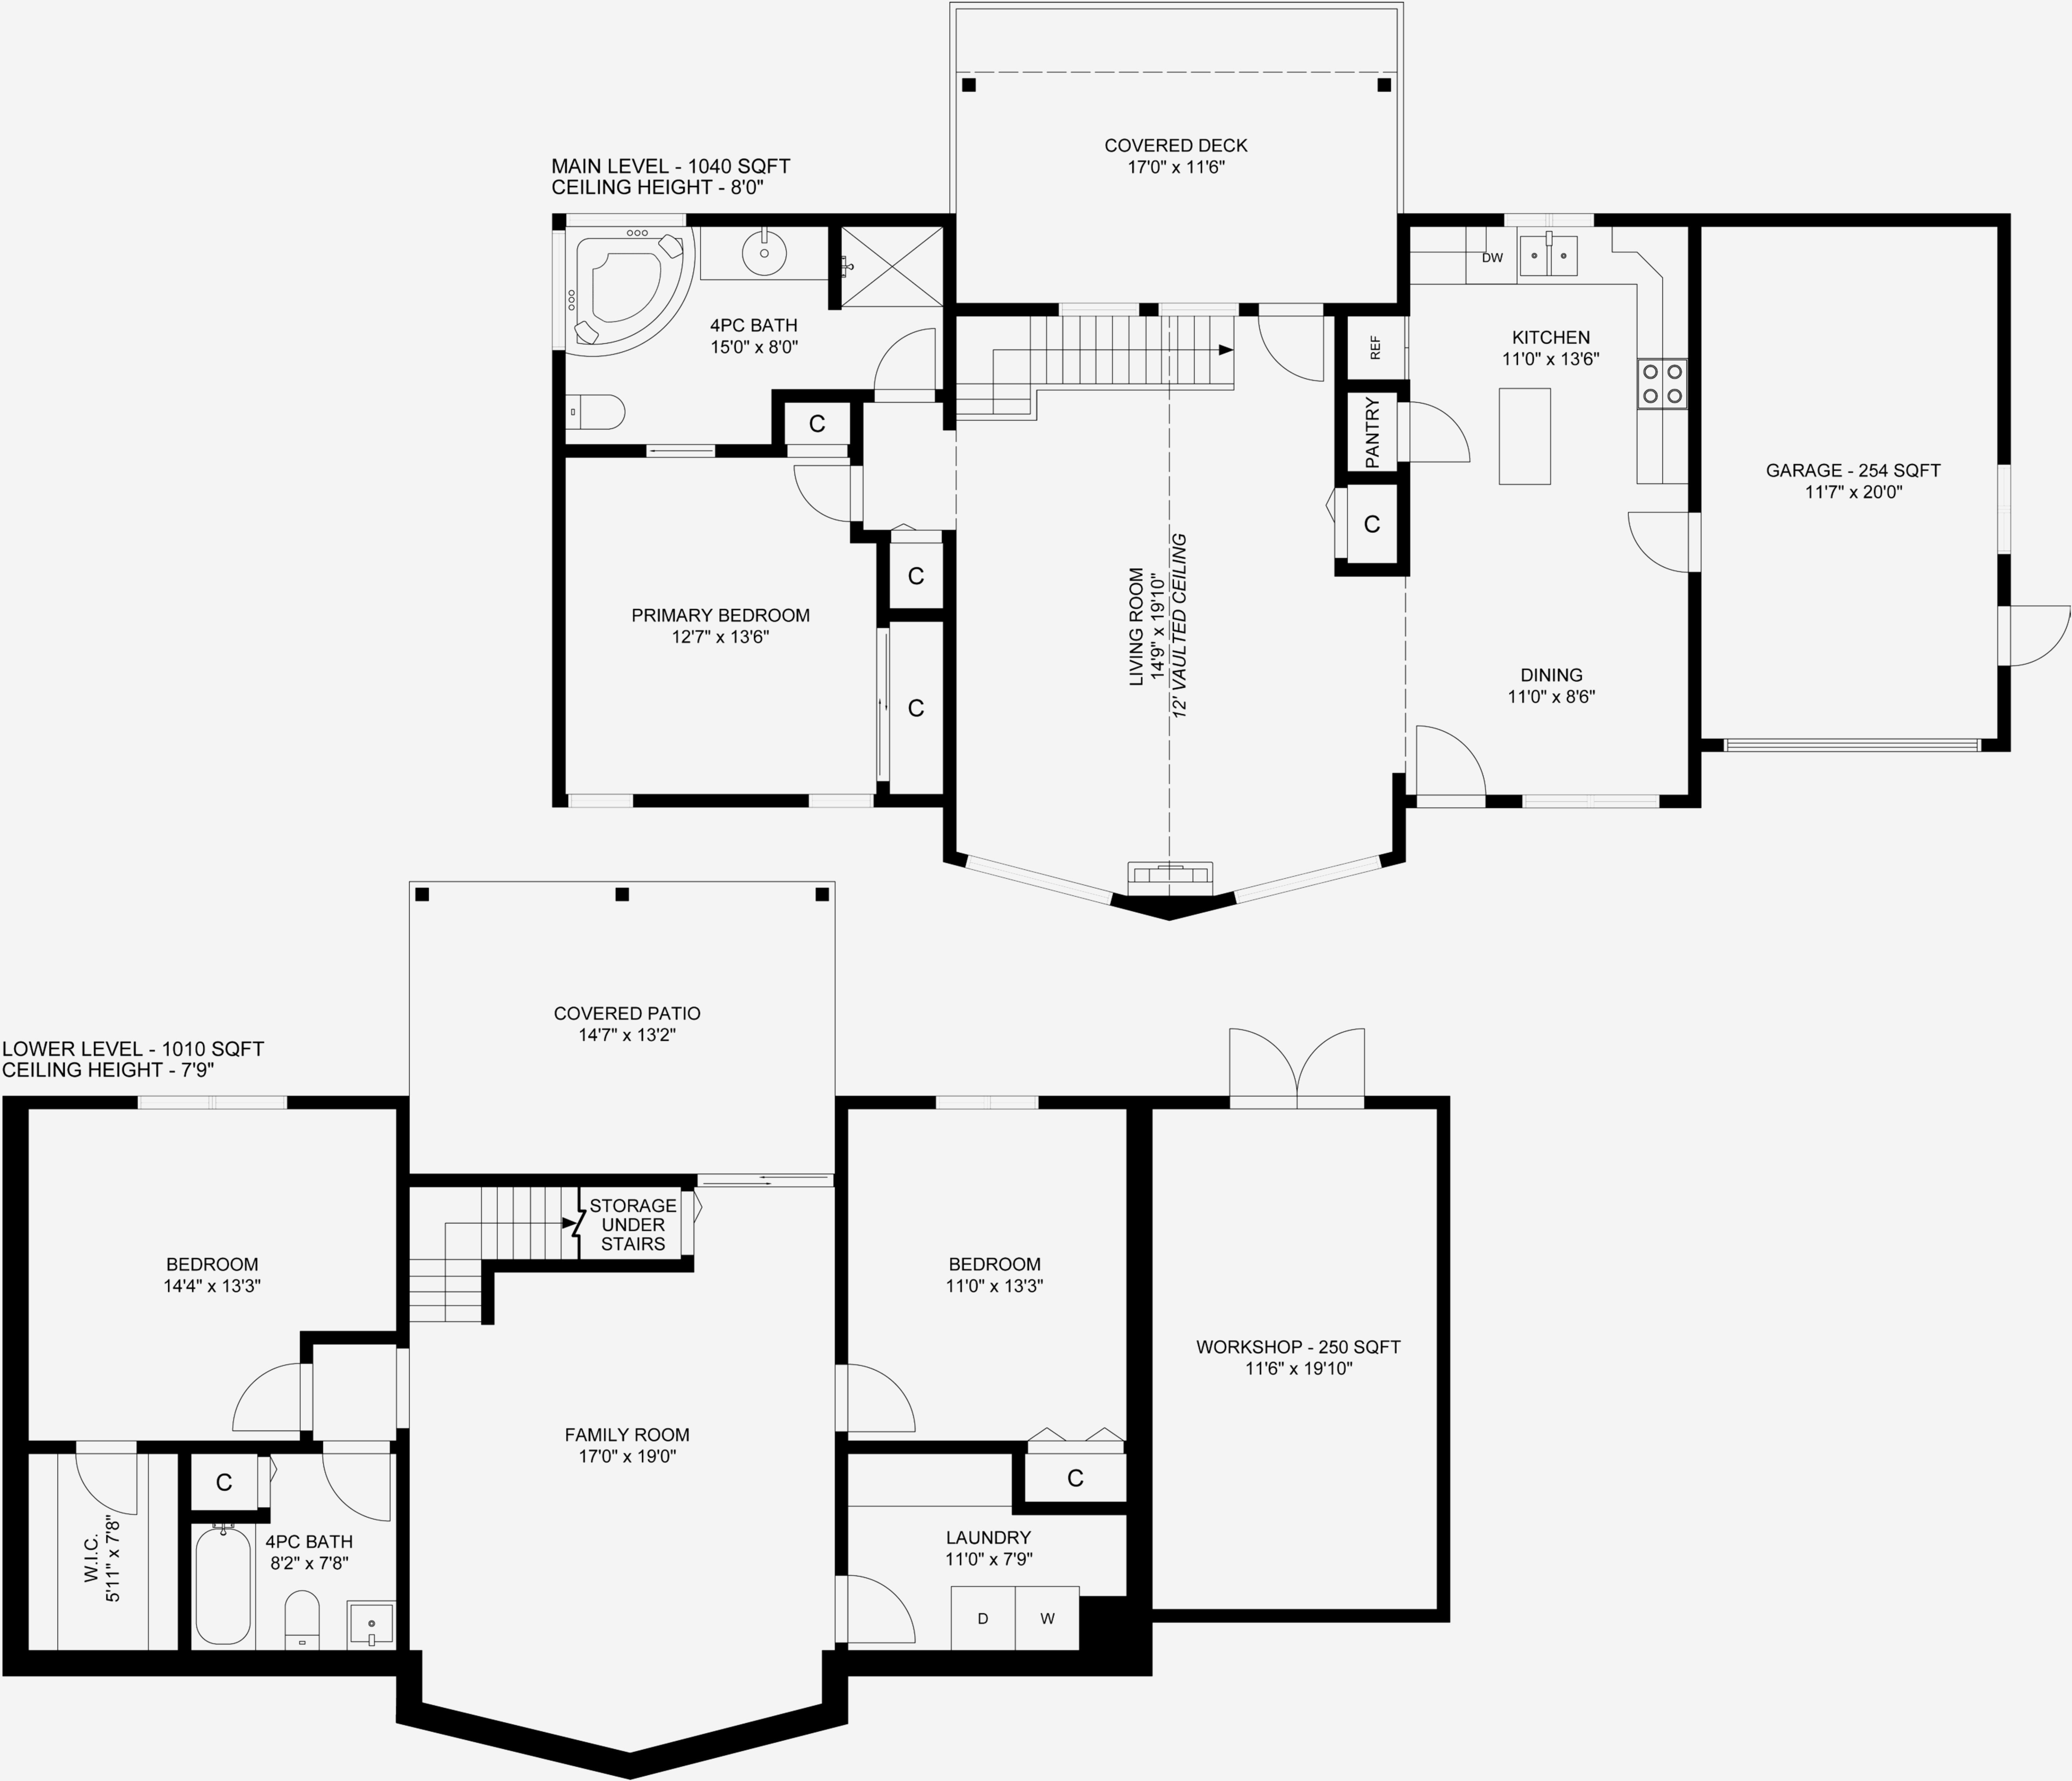 COVERED DECK
17'0" x 11'6"
MAIN LEVEL - 1040 SQFT
CEILING HEIGHT - 8'0"
4PC BATH
15'0" x 8'0"
C
DW
KITCHEN
11'0" x 13'6"
REF
PANTRY
C
GARAGE - 254 SQFT
11'7" x 20'0"
C
PRIMARY BEDROOM
12'7" x 13'6"
C
LIVING ROOM
14'9" x 19'10"
12' VAULTED CEILING
DINING
11'0" x 8'6"
COVERED PATIO
14'7" x 13'2"
LOWER LEVEL - 1010 SQFT
CEILING HEIGHT - 7'9"
STORAGE
UNDER
STAIRS
BEDROOM
14'4" x 13'3"
BEDROOM
11'0" x 13'3"
WORKSHOP - 250 SQFT
11'6" x 19'10"
FAMILY ROOM
17'0" x 19'0"
C
C
W.I.C.
5'11" x 7'8"
4PC BATH
8'2" x 7'8"
LAUNDRY
11'0" x 7'9"
D
W